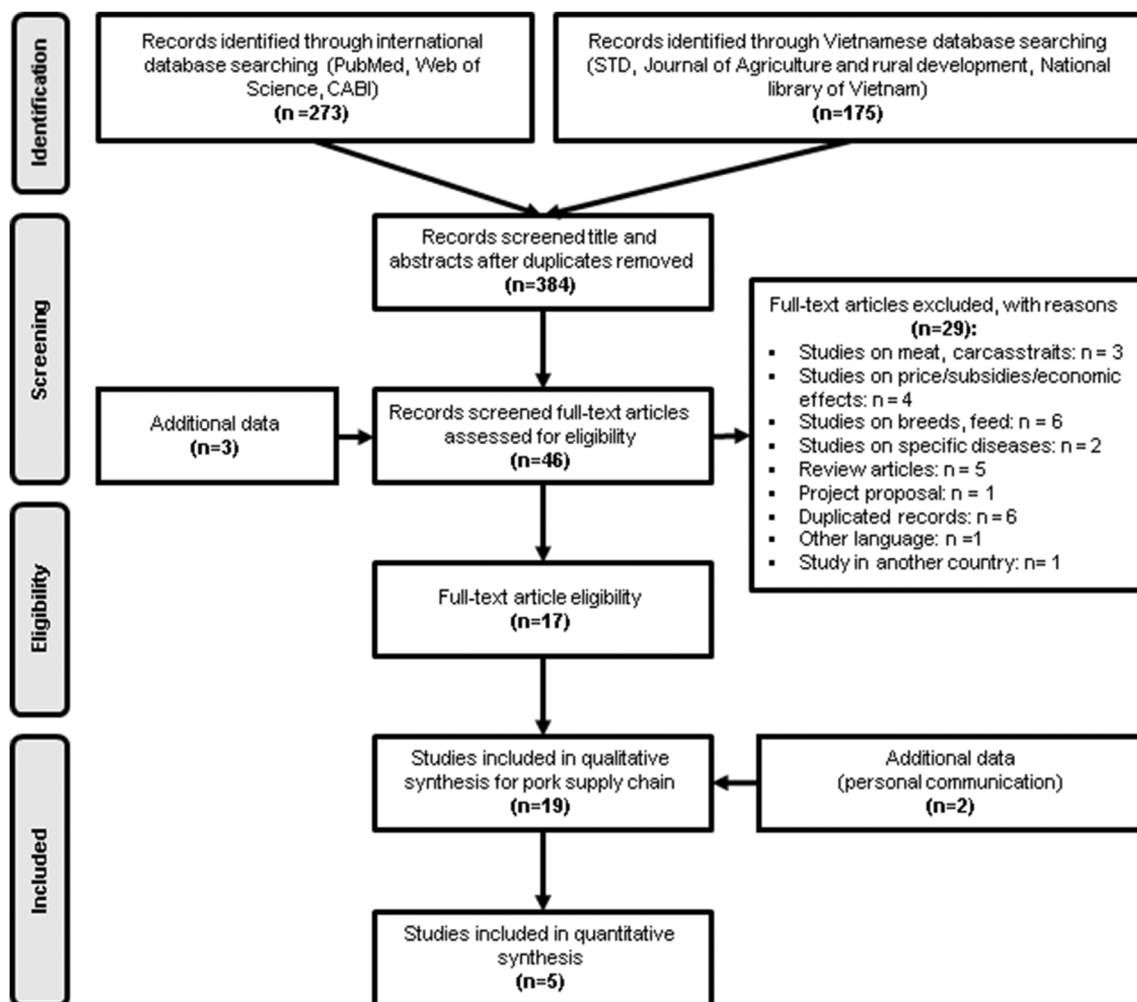 Identification
Records identified through international
database searching (PubMed, Web of
Science, CABI)
(n =273)
Records identified through Vietnamese database searching
(STD, Journal of Agriculture and rural development, National
library of Vietnam)
(n=175)
Screening
Records screened title and
abstracts after duplicates removed
(n=384)
Additional data
(n=3)
Records screened full-text articles
assessed for eligibility
(n=46)
Full-text articles excluded, with reasons
(n=29):
▪ Studies on meat, carcasstraits: n = 3
▪ Studies on price/subsidies/economic
effects: n = 4
▪ Studies on breeds, feed: n = 6
▪ Studies on specific diseases: n = 2
▪ Review articles: n = 5
▪ Project proposal: n = 1
▪ Duplicated records: n = 6
▪ Other language: n =1
▪ Study in another country: n= 1
Eligibility
Full-text article eligibility
(n=17)
Included
Studies included in qualitative
synthesis for pork supply chain
(n=19)
Additional data
(personal communication)
(n=2)
Studies included in quantitative
synthesis
(n=5)